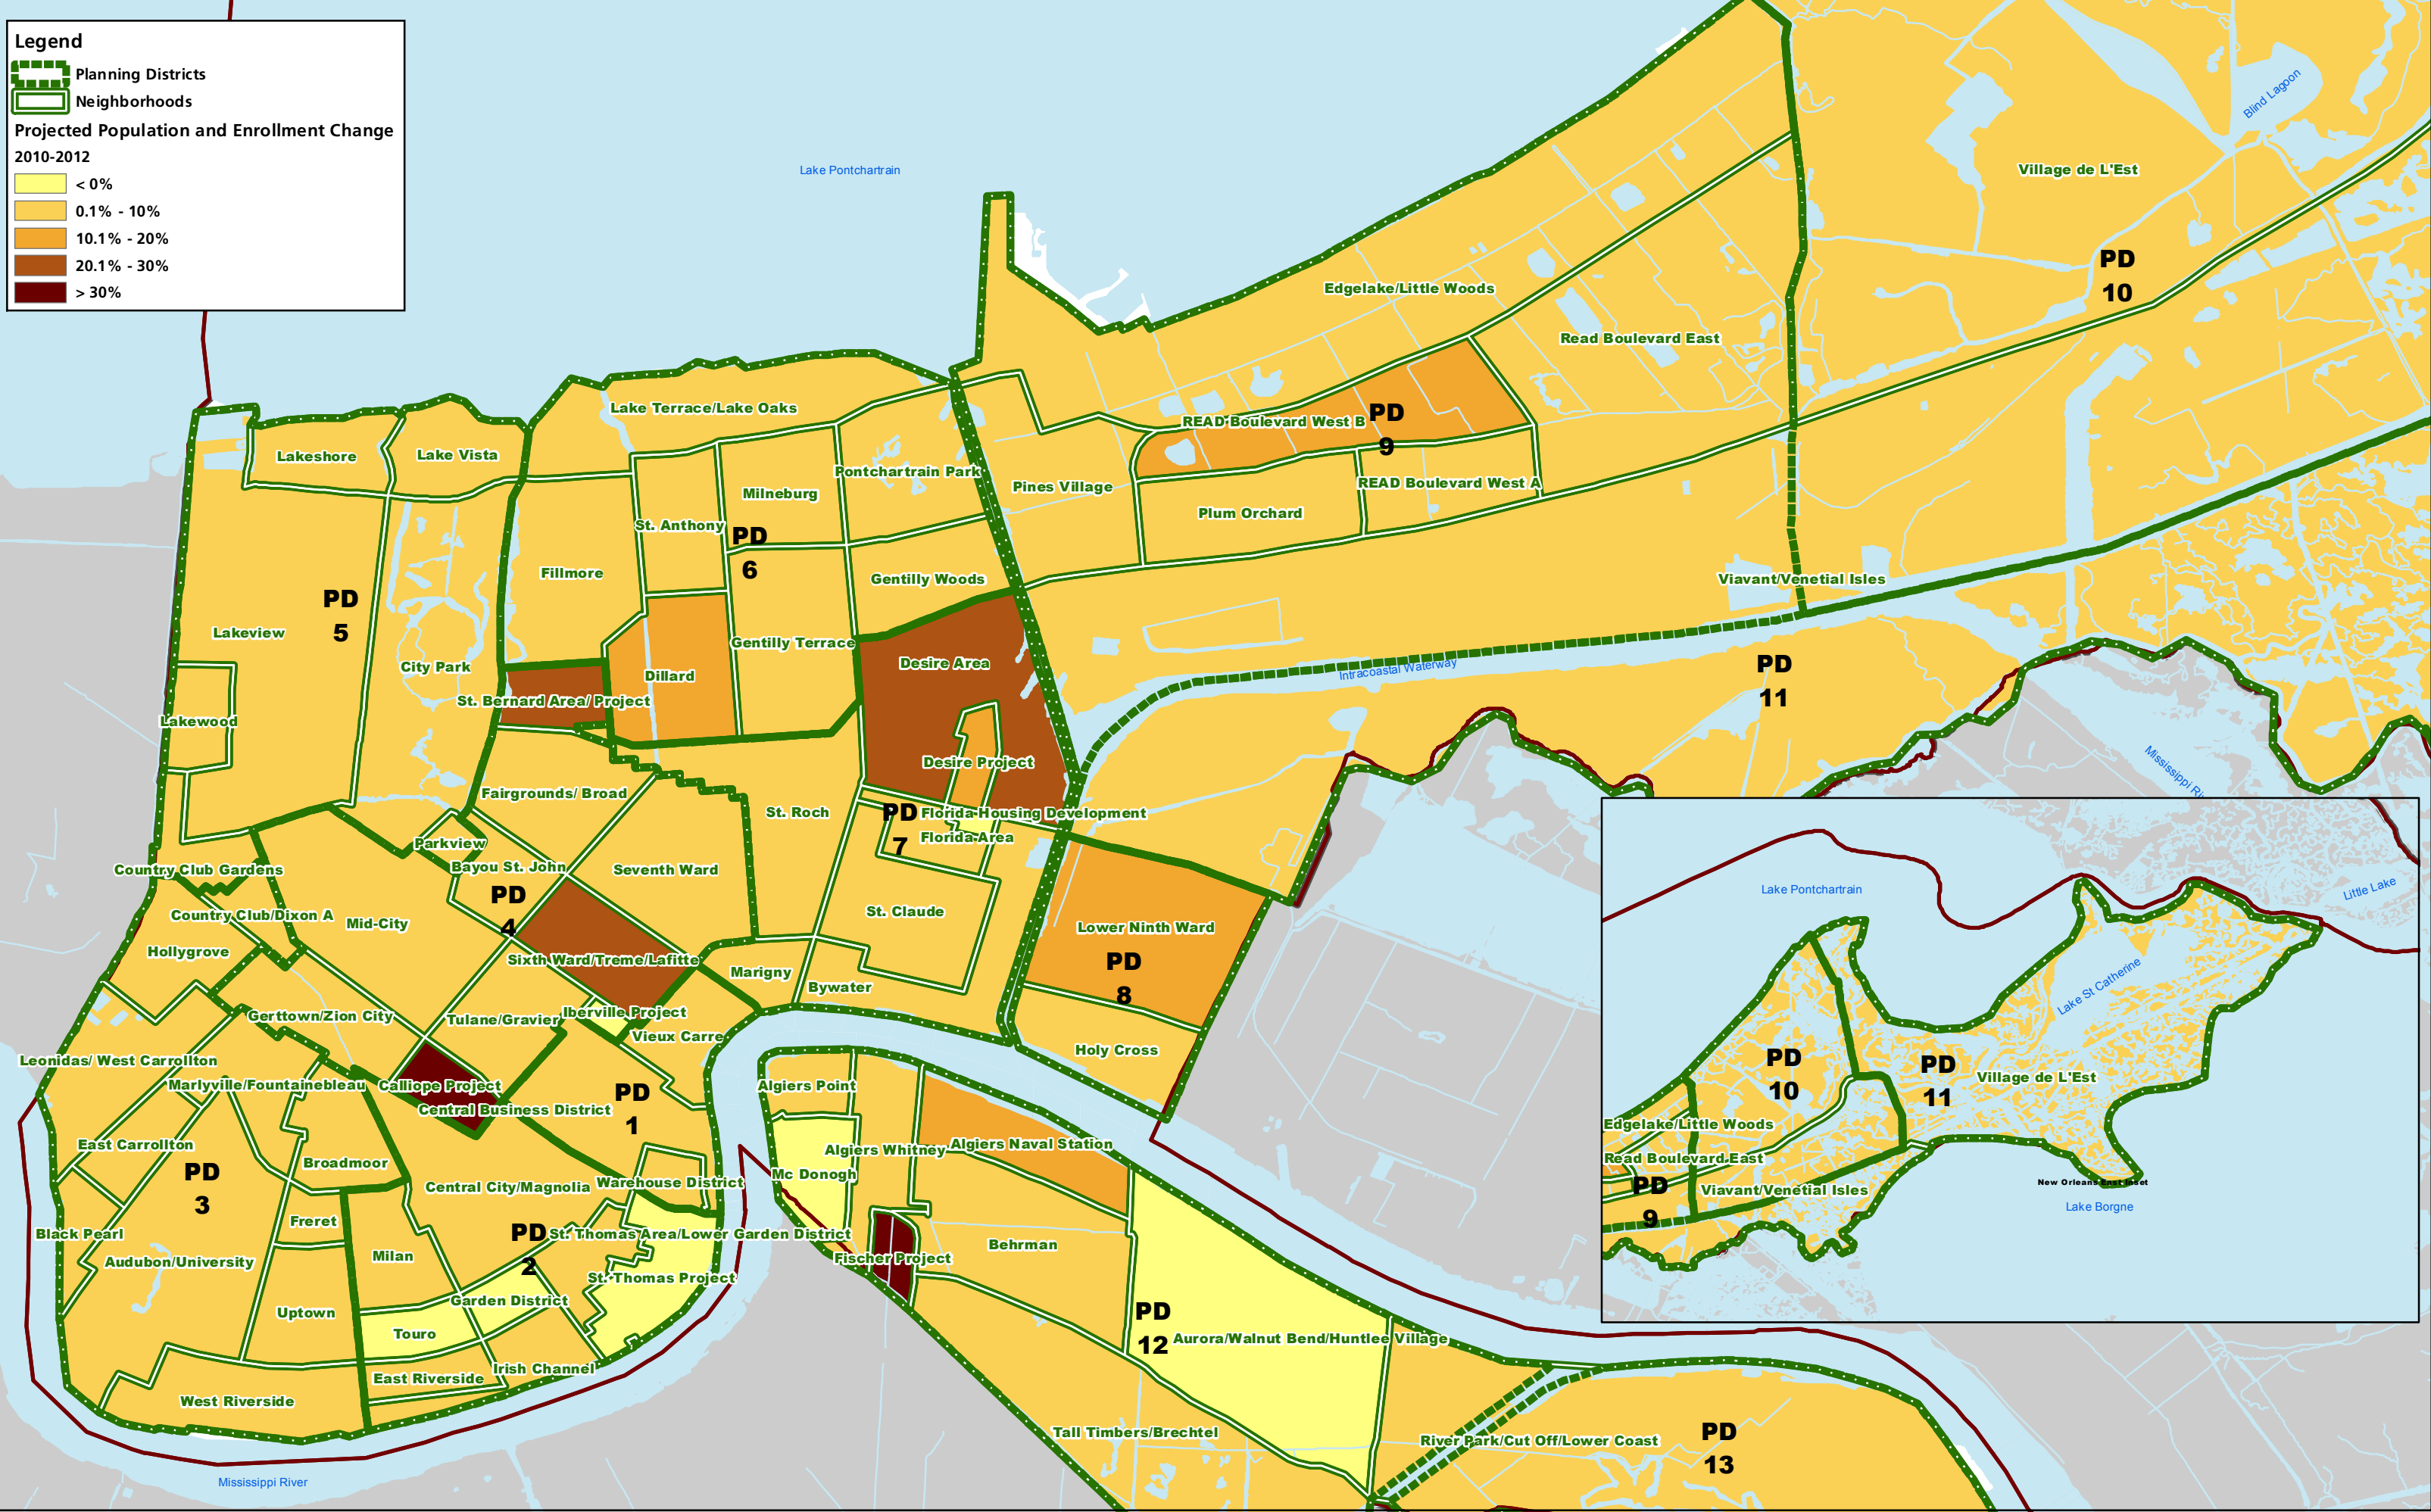 Legend
Planning Districts
Neighborhoods
Projected Population and Enrollment Change
2010-2012
< 0%
0.1% - 10%
10.1% - 20%
20.1% - 30%
> 30%
Lake Pontchartrain
Blind Lagoon
Village de L'Est
PD
10
Edgelake/Little Woods
Read Boulevard East
Lake Terrace/Lake Oaks
READ Boulevard West B
PD
9
Lakeshore
Lake Vista
Pontchartrain Park
Milneburg
Pines Village
READ Boulevard West A
Plum Orchard
St. Anthony
PD
6
Fillmore
Gentilly Woods
Viavant/Venetial Isles
PD
5
Lakeview
Gentilly Terrace
Desire Area
City Park
Dillard
Intracoastal Waterway
PD
11
St. Bernard Area/ Project
Lakewood
Desire Project
Fairgrounds/ Broad
St. Roch
PD
7
Florida Housing Development
Florida Area
Parkview
Bayou St. John
Country Club Gardens
Seventh Ward
PD
4
Country Club/Dixon A
Mid-City
St. Claude
Lower Ninth Ward
Hollygrove
Sixth Ward/Treme/Lafitte
PD
8
Marigny
Bywater
Gerttown/Zion City
Tulane/Gravier
Iberville Project
Vieux Carre
Holy Cross
Leonidas/ West Carrollton
Marlyville/Fountainebleau
Calliope Project
Central Business District
PD
1
Algiers Point
East Carrollton
Broadmoor
PD
3
Algiers Whitney
Algiers Naval Station
Mc Donogh
Central City/Magnolia
Warehouse District
Freret
Black Pearl
PD
2
St. Thomas Area/Lower Garden District
Audubon/University
Milan
Fischer Project
Behrman
St. Thomas Project
Garden District
Uptown
Touro
PD
12
Aurora/Walnut Bend/Huntlee Village
Irish Channel
East Riverside
West Riverside
Tall Timbers/Brechtel
River Park/Cut Off/Lower Coast
PD
13
Mississippi River
Lake Pontchartrain
Little Lake
Lake St Catherine
PD
10
PD
11
Village de L'Est
Edgelake/Little Woods
Read Boulevard East
PD
9
Viavant/Venetial Isles
New Orleans East Inset
Lake Borgne